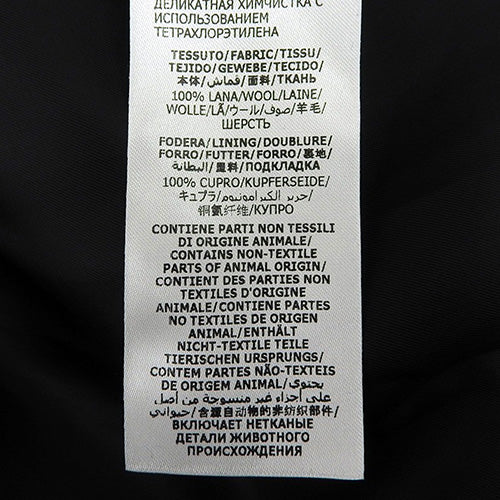 ДЕЛИКАТНАЯ ХИМЧИСТКА С
ИСПОЛЬЗОВАНИЕМ
ТЕТРАХЛОРЭТИЛЕНА
TESSUTO/FABRIC/TISSU/
TEJIDO/GEWEBE/TECIDO/
本体/قماش/面料/ТКАНЬ
100% LANA/WOOL/LAINE/
WOLLE/LÃ/ウール/صوف/羊毛/
ШЕРСТЬ
FODERA/LINING/DOUBLURE/
FORRO/FUTTER/FORRO/裏地/
البطانة/里料/ПОДКЛАДКА
100% CUPRO/KUPFERSEIDE/
キュプラ/حرير الكبرامونيوم/
铜氨纤维/КУПРО
CONTIENE PARTI NON TESSILI
DI ORIGINE ANIMALE/
CONTAINS NON-TEXTILE
PARTS OF ANIMAL ORIGIN/
CONTIENT DES PARTIES NON
TEXTILES D'ORIGINE
ANIMALE/CONTIENE PARTES
NO TEXTILES DE ORIGEN
ANIMAL/ENTHÄLT
NICHT-TEXTILE TEILE
TIERISCHEN URSPRUNGS/
CONTEM PARTES NÃO-TEXTEIS
DE ORIGEM ANIMAL/يحتوي
على أجزاء غير منسوجة من أصل
حيواني/含源自动物的非纺织部件/
ВКЛЮЧАЕТ НЕТКАНЫЕ
ДЕТАЛИ ЖИВОТНОГО
ПРОИСХОЖДЕНИЯ